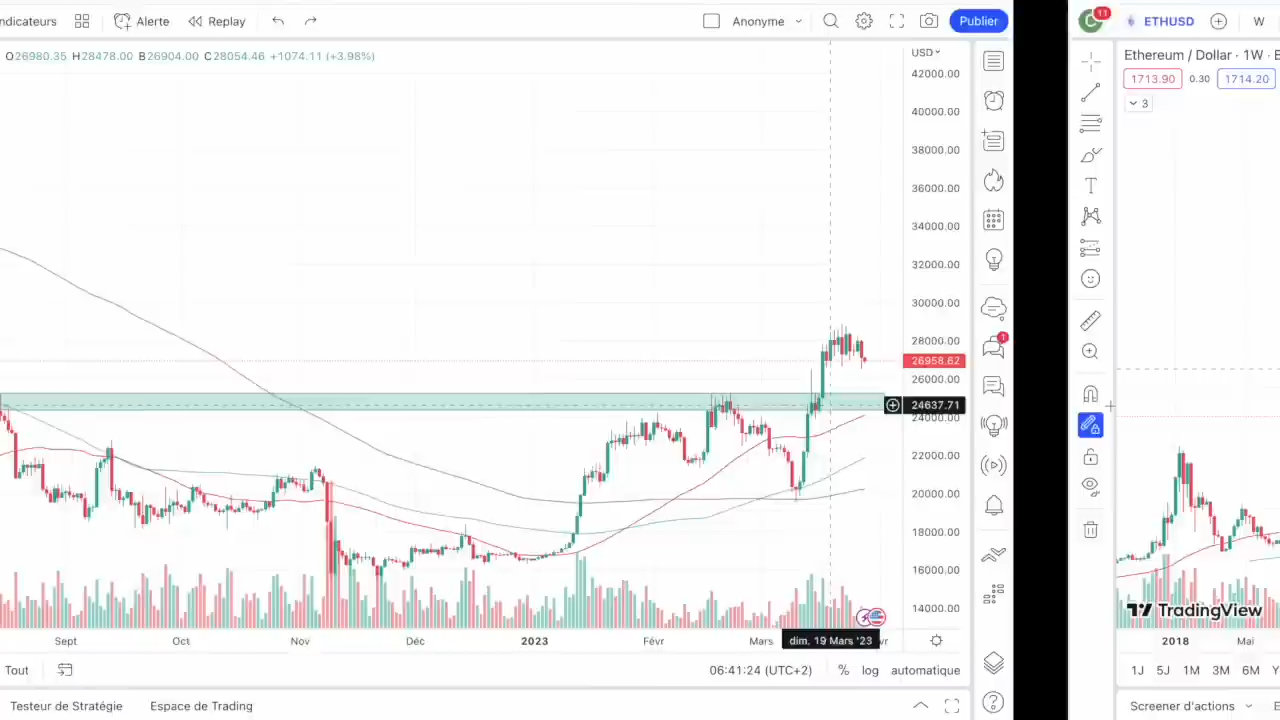 ndicateurs Alerte Replay Anonyme Publier
O26980.35 H28478.00 B26904.00 C28054.46 +1074.11 (+3.98%)
USD
42000.00
40000.00
38000.00
36000.00
34000.00
32000.00
30000.00
28000.00
26958.62
26000.00
24637.71
24000.00
22000.00
20000.00
18000.00
16000.00
14000.00
Sept Oct Nov Déc 2023 Févr Mars dim. 19 Mars '23 vr
Tout 06:41:24 (UTC+2) % log automatique
Testeur de Stratégie Espace de Trading
1
C 11 ETHUSD W
Ethereum / Dollar · 1W · E
1713.90 0.30 1714.20
3
T
TradingView
2018 Mai
1J 5J 1M 3M 6M Y
Screener d'actions E